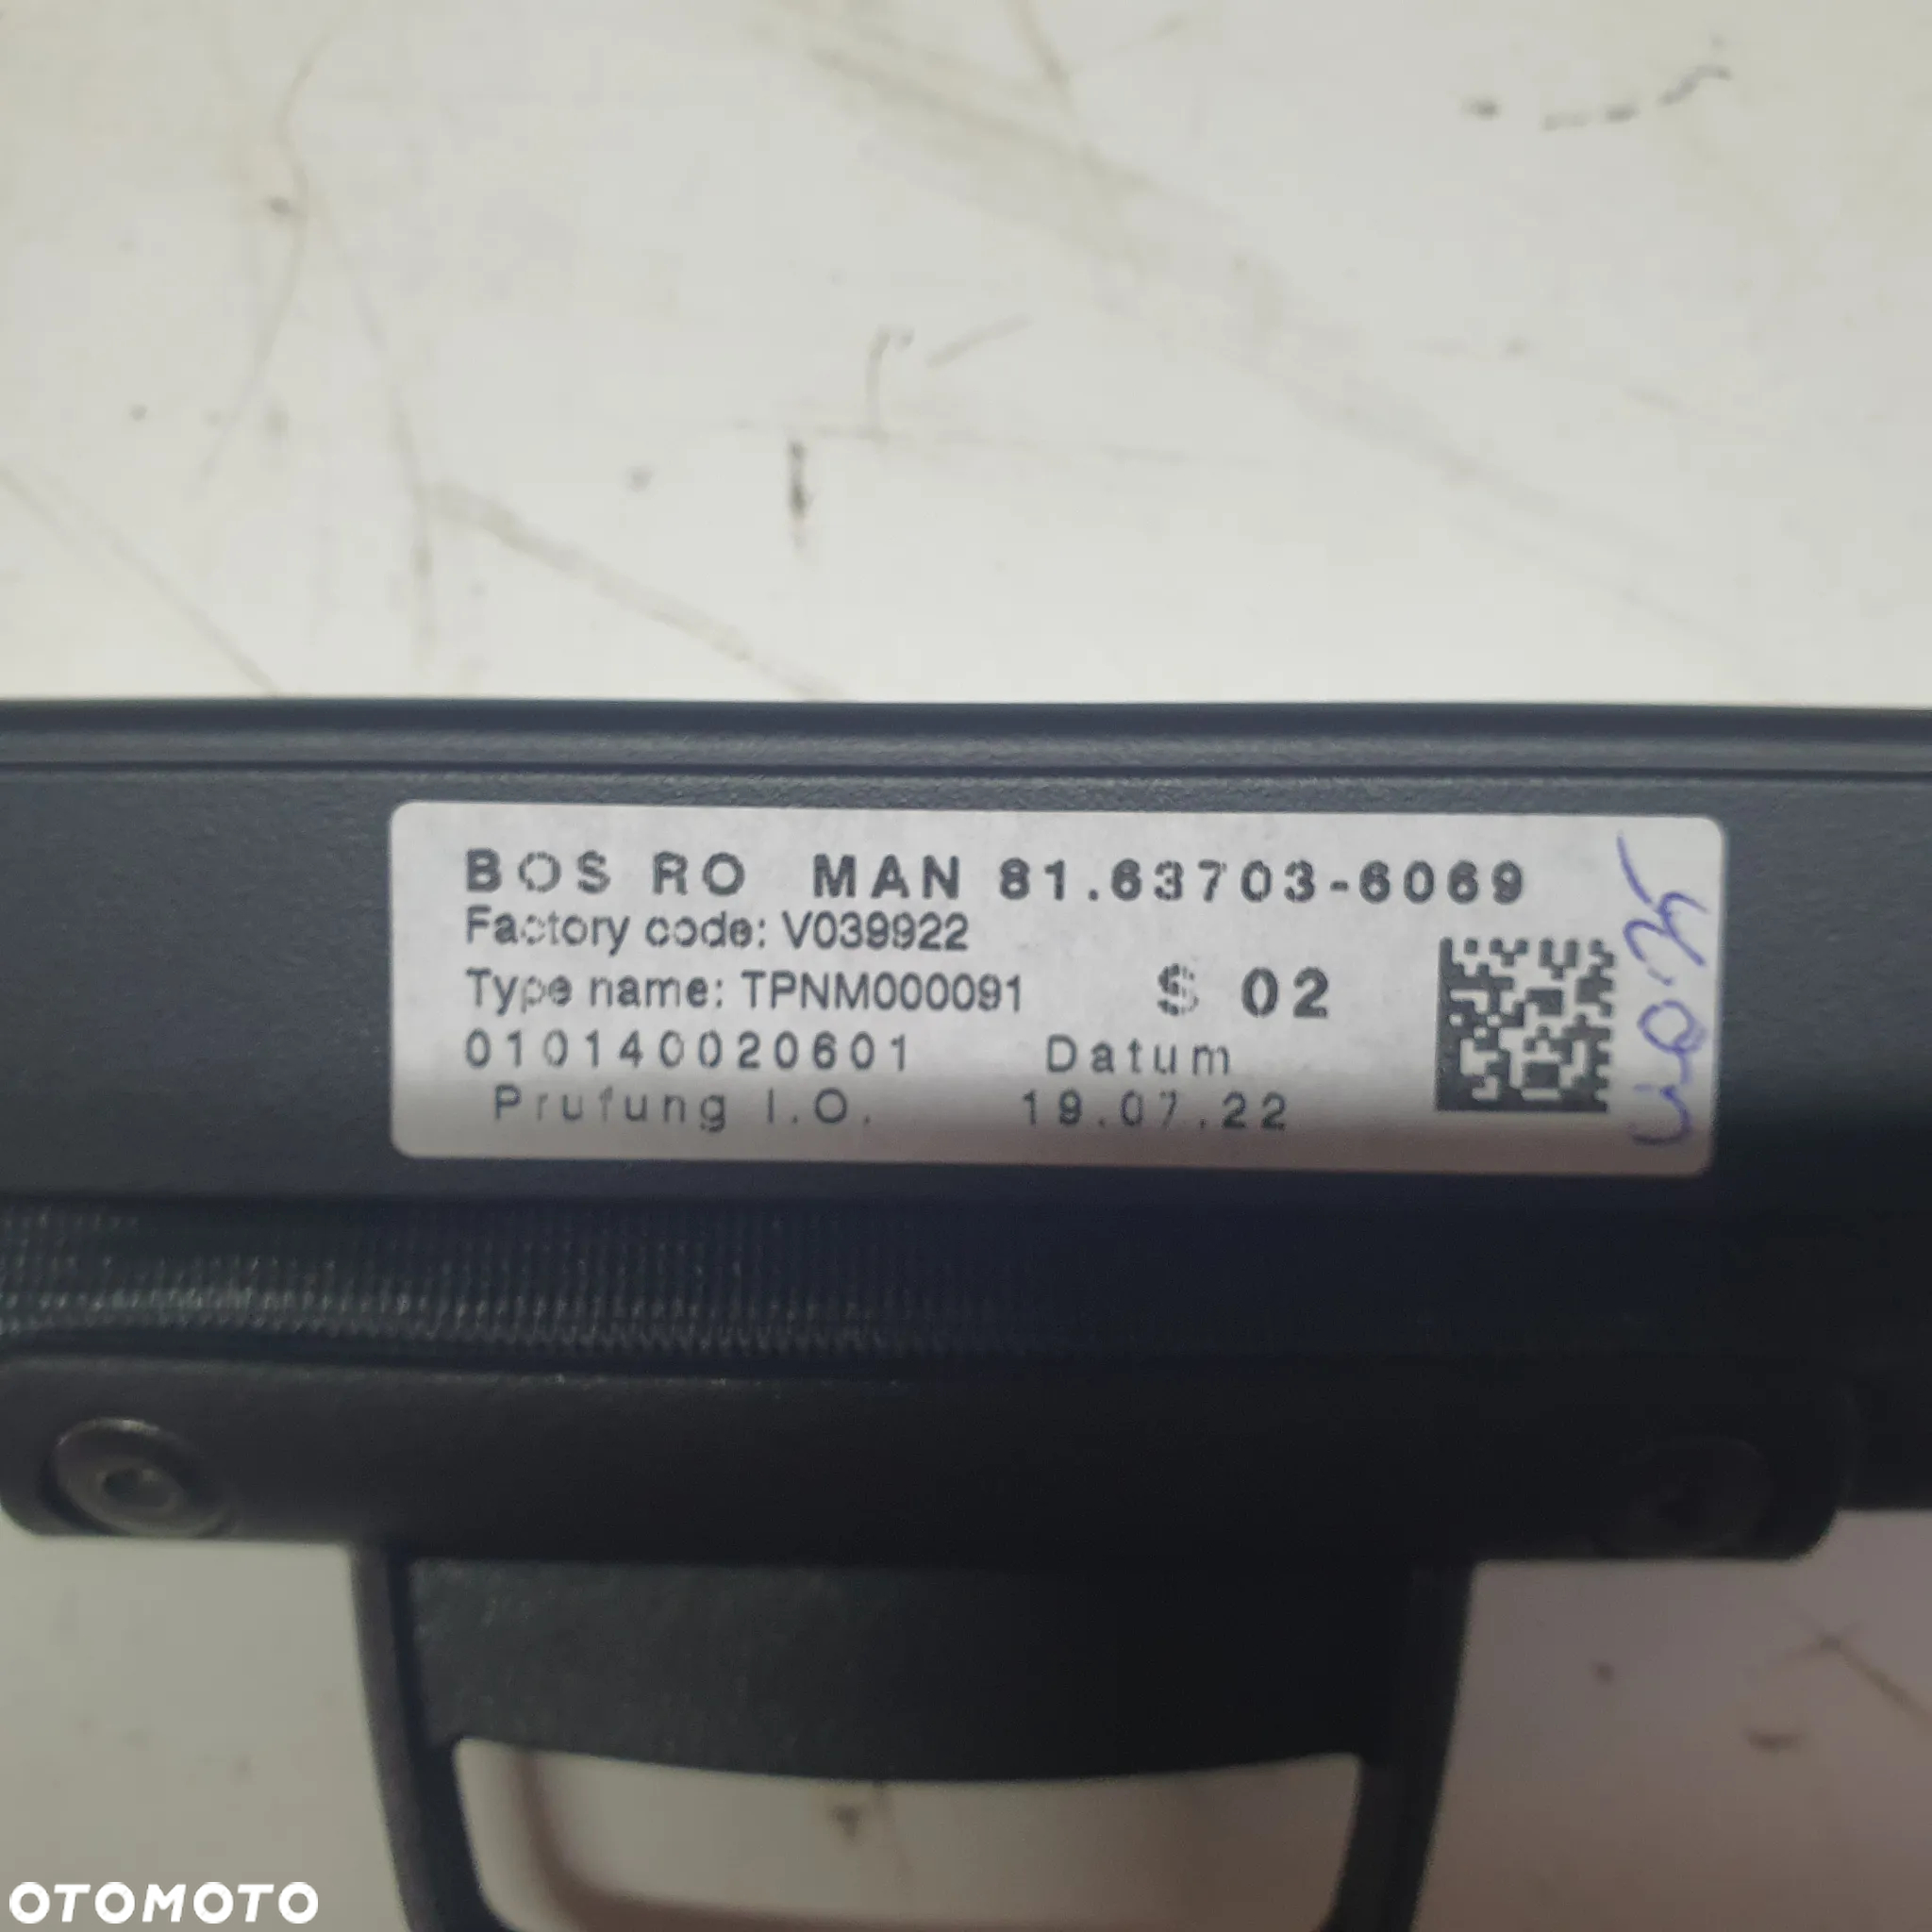 BOS RO MAN 81.63703-6069
Factory code: V039922
Type name: TPNM000091 S 02
010140020601 Datum
Prufung I.O. 19.07.22
OTOMOTO